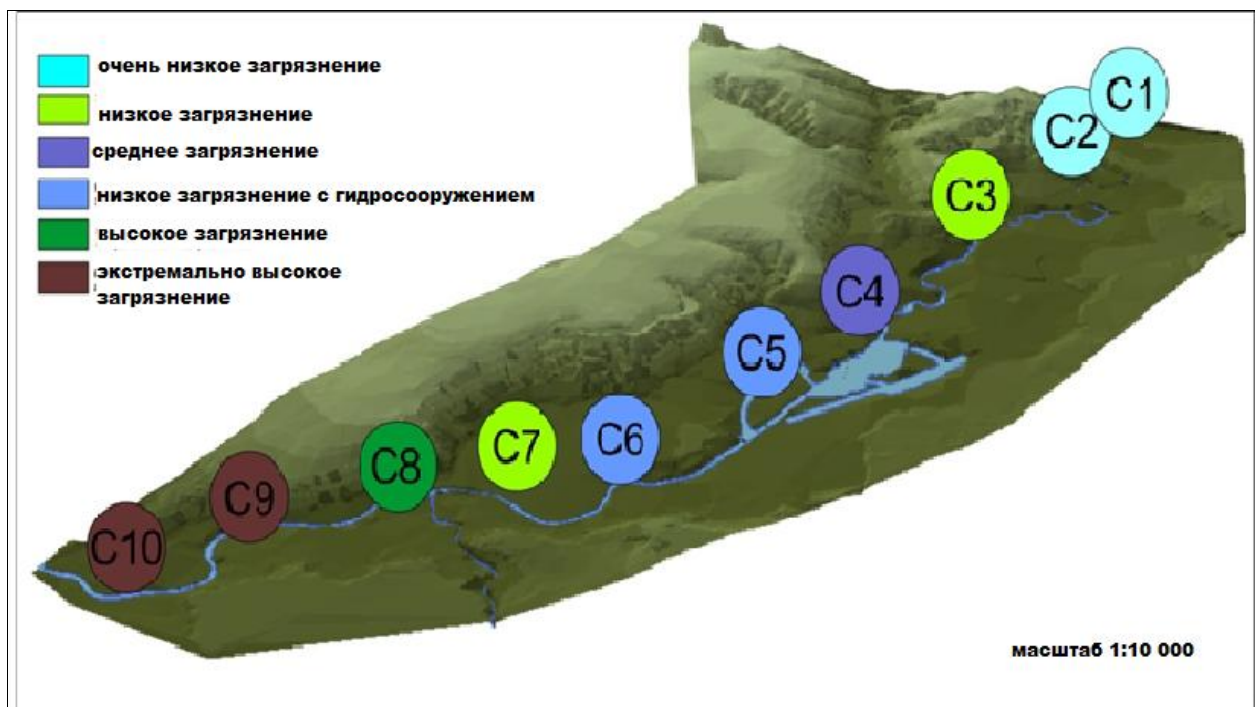 очень низкое загрязнение
низкое загрязнение
среднее загрязнение
низкое загрязнение с гидросооружением
высокое загрязнение
экстремально высокое
загрязнение
C1
C2
C3
C4
C5
C6
C7
C8
C9
C10
масштаб 1:10 000